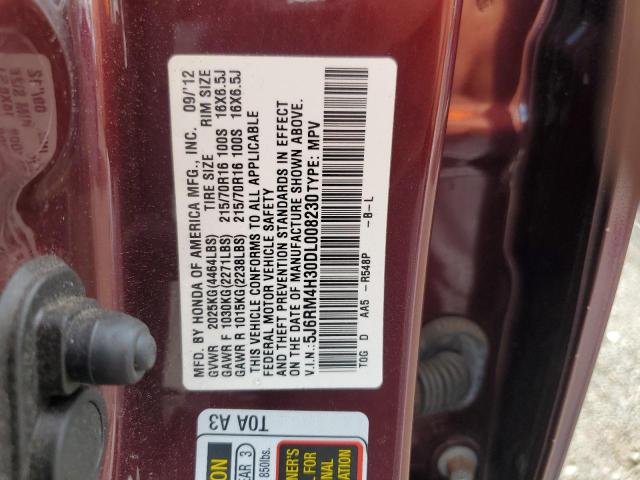 MFD. BY HONDA OF AMERICA MFG., INC. 09/'12
TIRE SIZE RIM SIZE
GVWR 2025KG(4464LBS)
GAWR F 1030KG(2271LBS) 215/70R16 100S 16X6.5J
GAWR R 1015KG(2238LBS) 215/70R16 100S 16X6.5J
THIS VEHICLE CONFORMS TO ALL APPLICABLE
FEDERAL MOTOR VEHICLE SAFETY
AND THEFT PREVENTION STANDARDS IN EFFECT
ON THE DATE OF MANUFACTURE SHOWN ABOVE.
V.I.N.: 5J6RM4H30DL008230 TYPE: MPV
T0G D AA5 -R548P -B-L
T0A A3
850lbs.